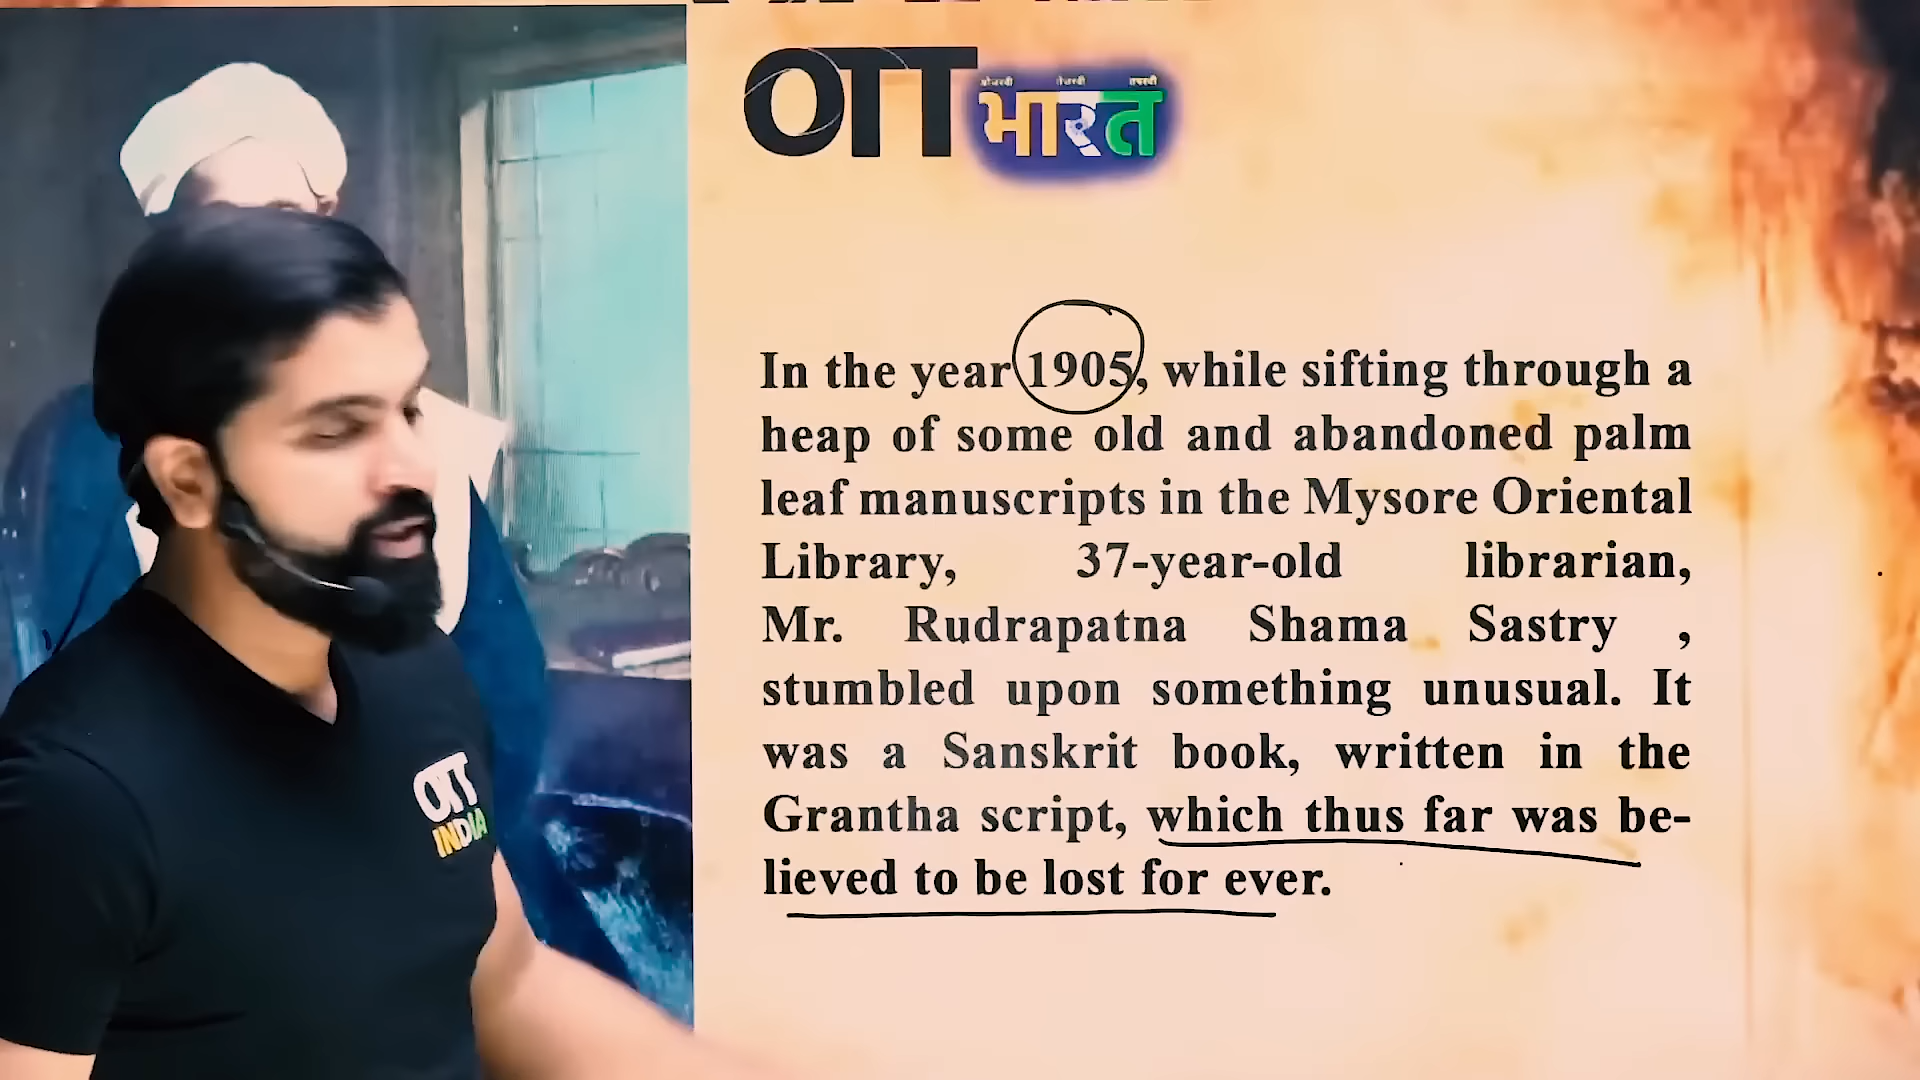 OTT
ओजस्वी तेजस्वी तपस्वी
भारत
In the year 1905, while sifting through a
heap of some old and abandoned palm
leaf manuscripts in the Mysore Oriental
Library, 37-year-old librarian,
Mr. Rudrapatna Shama Sastry ,
stumbled upon something unusual. It
was a Sanskrit book, written in the
Grantha script, which thus far was be-
lieved to be lost for ever.
OTT
INDIA